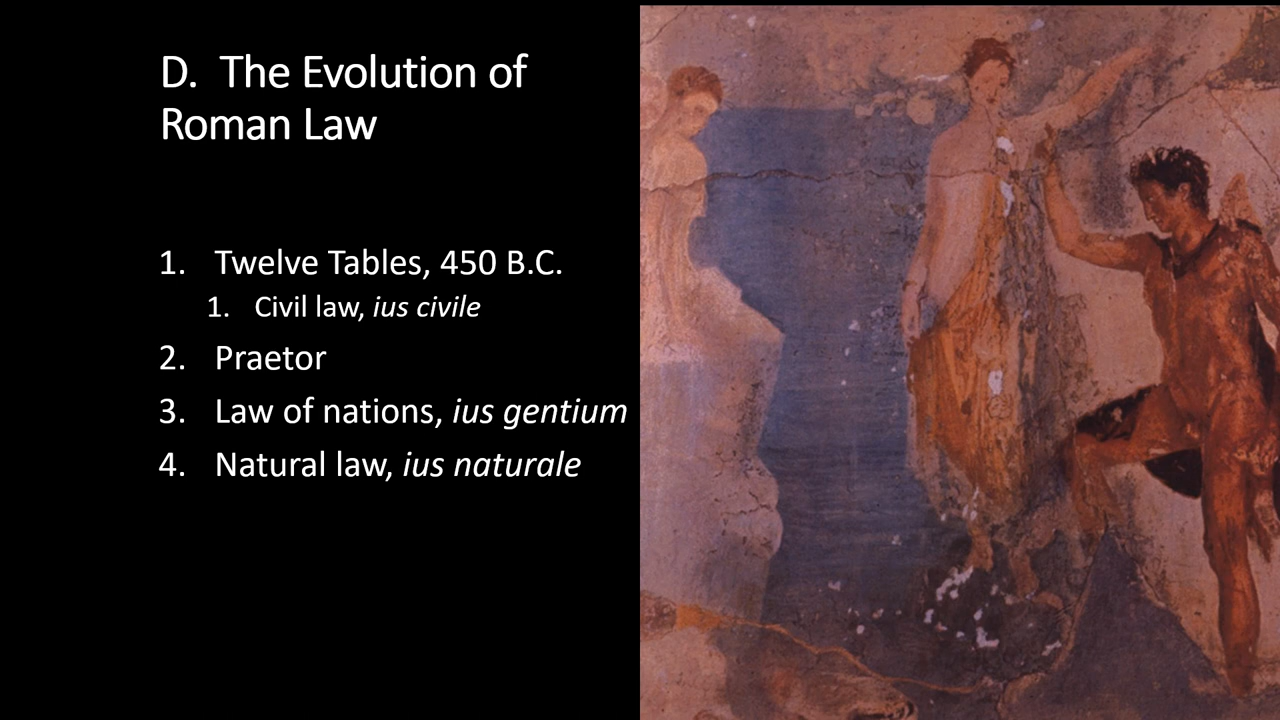 D. The Evolution of
Roman Law
1. Twelve Tables, 450 B.C.
1. Civil law, ius civile
2. Praetor
3. Law of nations, ius gentium
4. Natural law, ius naturale